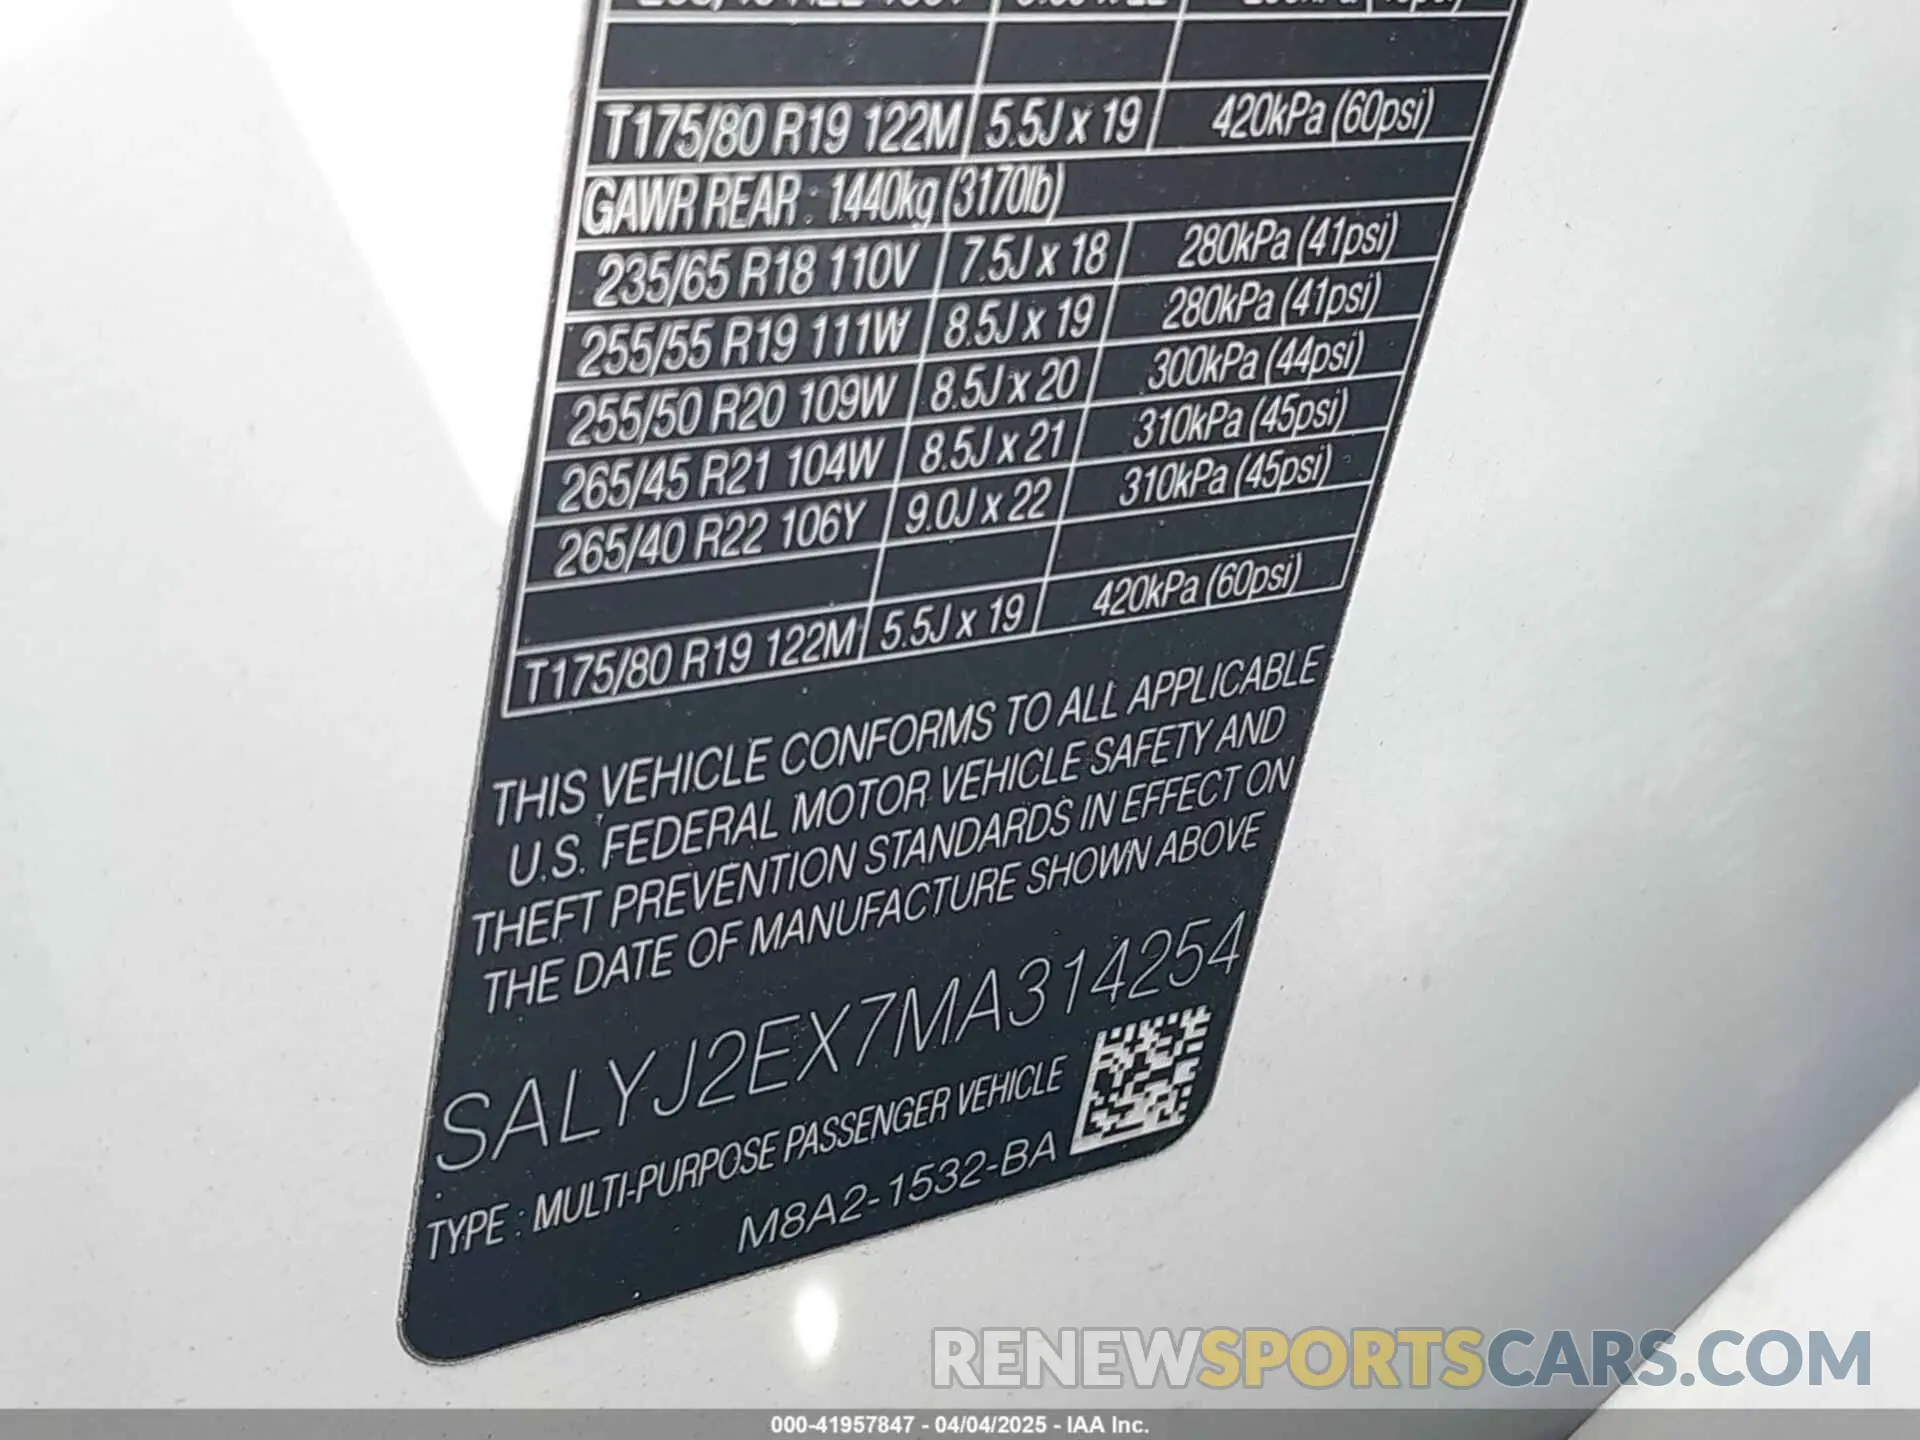 T175/80 R19 122M 5.5J x 19 420kPa (60psi)
GAWR REAR : 1440kg (3170lb)
235/65 R18 110V 7.5J x 18 280kPa (41psi)
255/55 R19 111W 8.5J x 19 280kPa (41psi)
255/50 R20 109W 8.5J x 20 300kPa (44psi)
265/45 R21 104W 8.5J x 21 310kPa (45psi)
265/40 R22 106Y 9.0J x 22 310kPa (45psi)
T175/80 R19 122M 5.5J x 19 420kPa (60psi)
THIS VEHICLE CONFORMS TO ALL APPLICABLE
U.S. FEDERAL MOTOR VEHICLE SAFETY AND
THEFT PREVENTION STANDARDS IN EFFECT ON
THE DATE OF MANUFACTURE SHOWN ABOVE
SALYJ2EX7MA314254
TYPE : MULTI-PURPOSE PASSENGER VEHICLE
M8A2-1532-BA
RENEWSPORTSCARS.COM
000-41957847 - 04/04/2025 - IAA Inc.